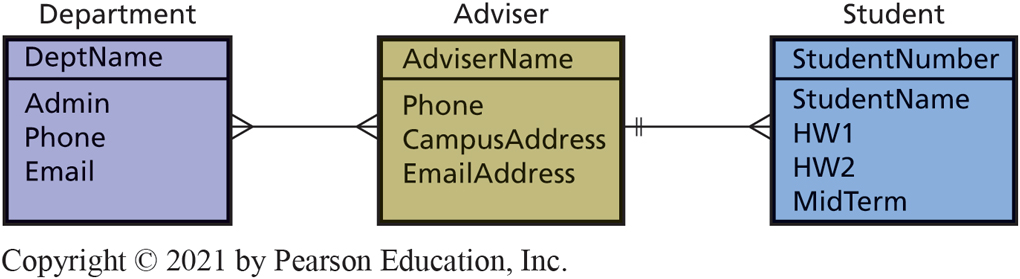 Department
DeptName
Admin
Phone
Email
Adviser
AdviserName
Phone
CampusAddress
EmailAddress
Student
StudentNumber
StudentName
HW1
HW2
MidTerm
Copyright © 2021 by Pearson Education, Inc.